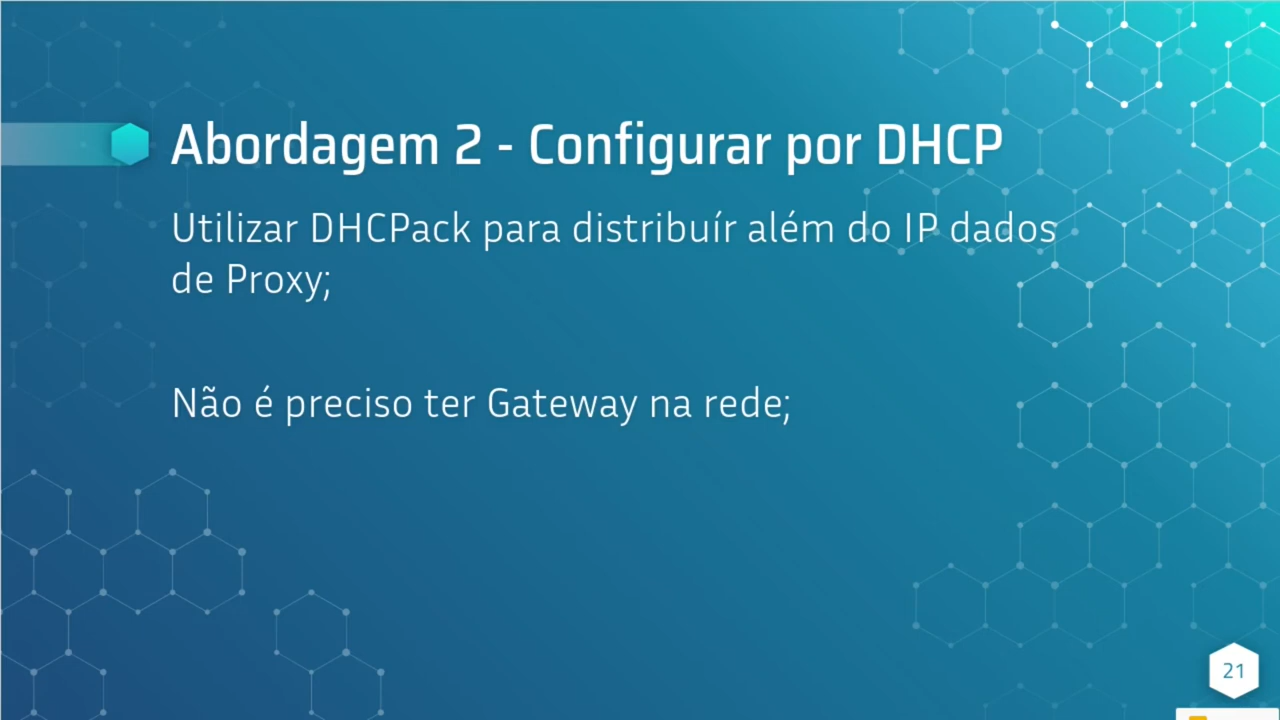 Abordagem 2 - Configurar por DHCP
Utilizar DHCPack para distribuír além do IP dados
de Proxy;
Não é preciso ter Gateway na rede;
21